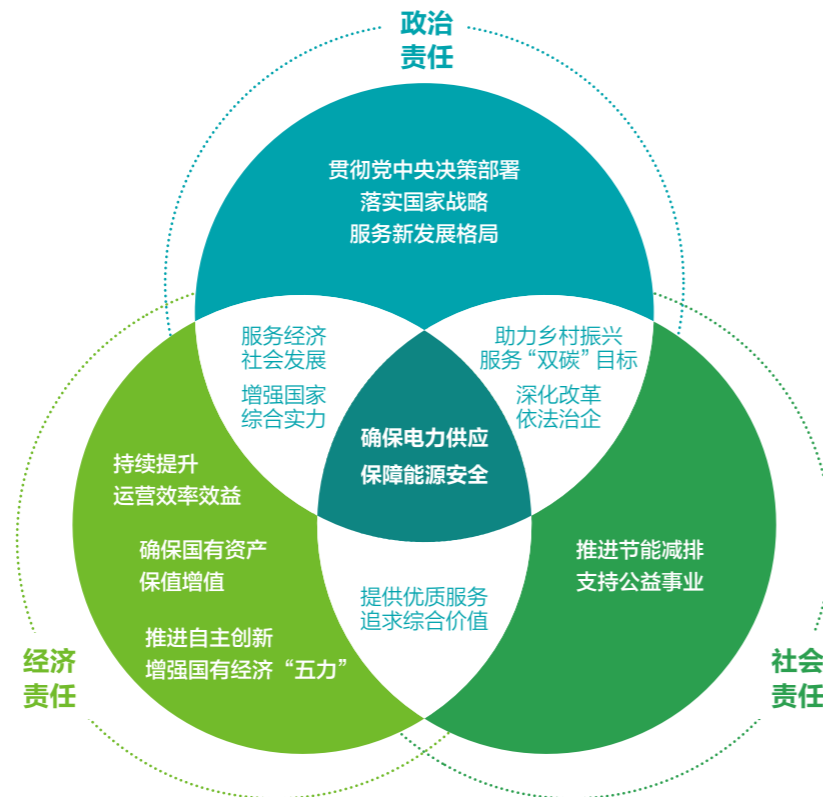 政治
责任
贯彻党中央决策部署
落实国家战略
服务新发展格局
服务经济
社会发展
增强国家
综合实力
助力乡村振兴
服务“双碳”目标
深化改革
依法治企
确保电力供应
保障能源安全
持续提升
运营效率效益
确保国有资产
保值增值
推进自主创新
增强国有经济“五力”
推进节能减排
支持公益事业
提供优质服务
追求综合价值
经济
责任
社会
责任